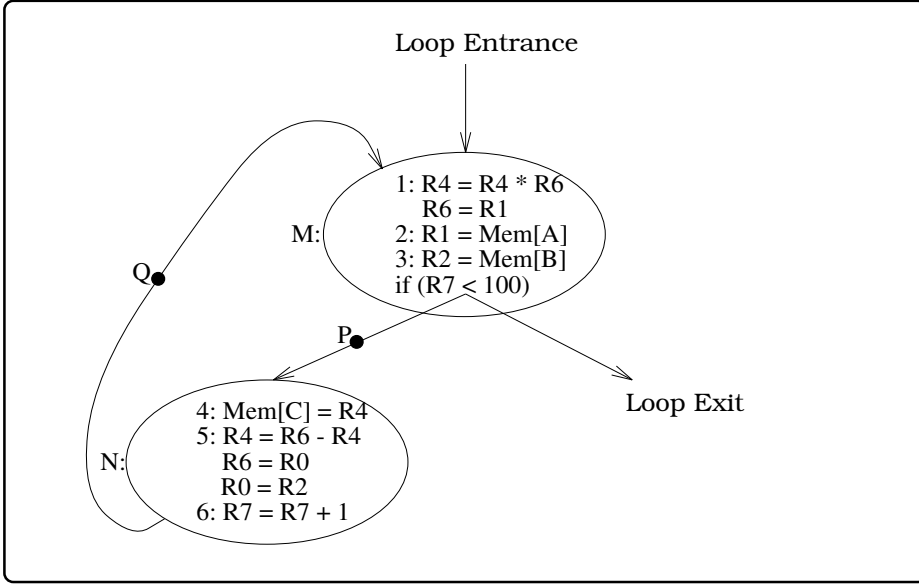 Loop Entrance
1: R4 = R4 * R6
R6 = R1
M:
2: R1 = Mem[A]
3: R2 = Mem[B]
if (R7 < 100)
Q
P
Loop Exit
4: Mem[C] = R4
5: R4 = R6 - R4
N:
R6 = R0
R0 = R2
6: R7 = R7 + 1